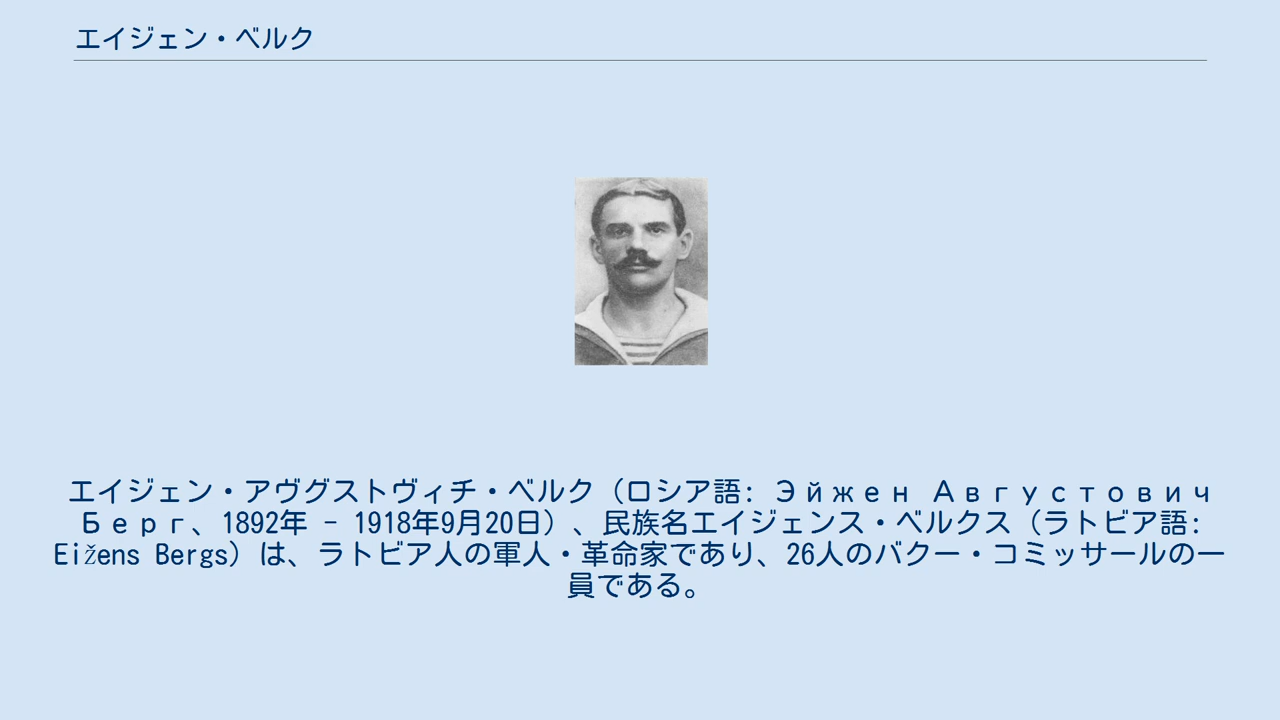 エイジェン・ベルク
エイジェン・アヴグストヴィチ・ベルク（ロシア語: Эйжен Августович
Берг、1892年 - 1918年9月20日）、民族名エイジェンス・ベルクス（ラトビア語:
Eižens Bergs）は、ラトビア人の軍人・革命家であり、26人のバクー・コミッサールの一
員である。